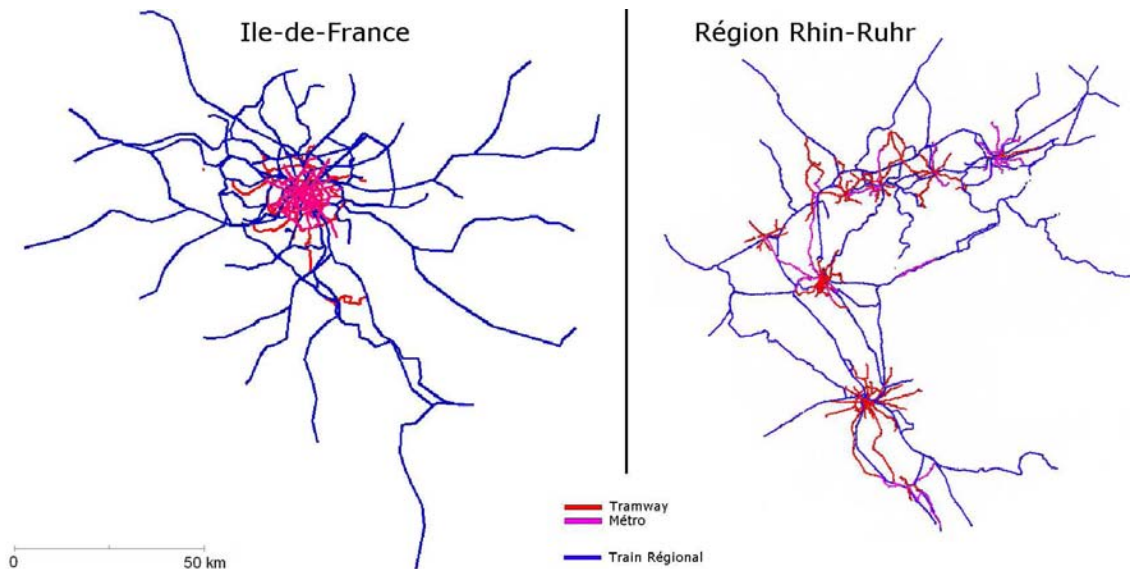 Ile-de-France
Région Rhin-Ruhr
Tramway
Métro
Train Régional
0
50 km